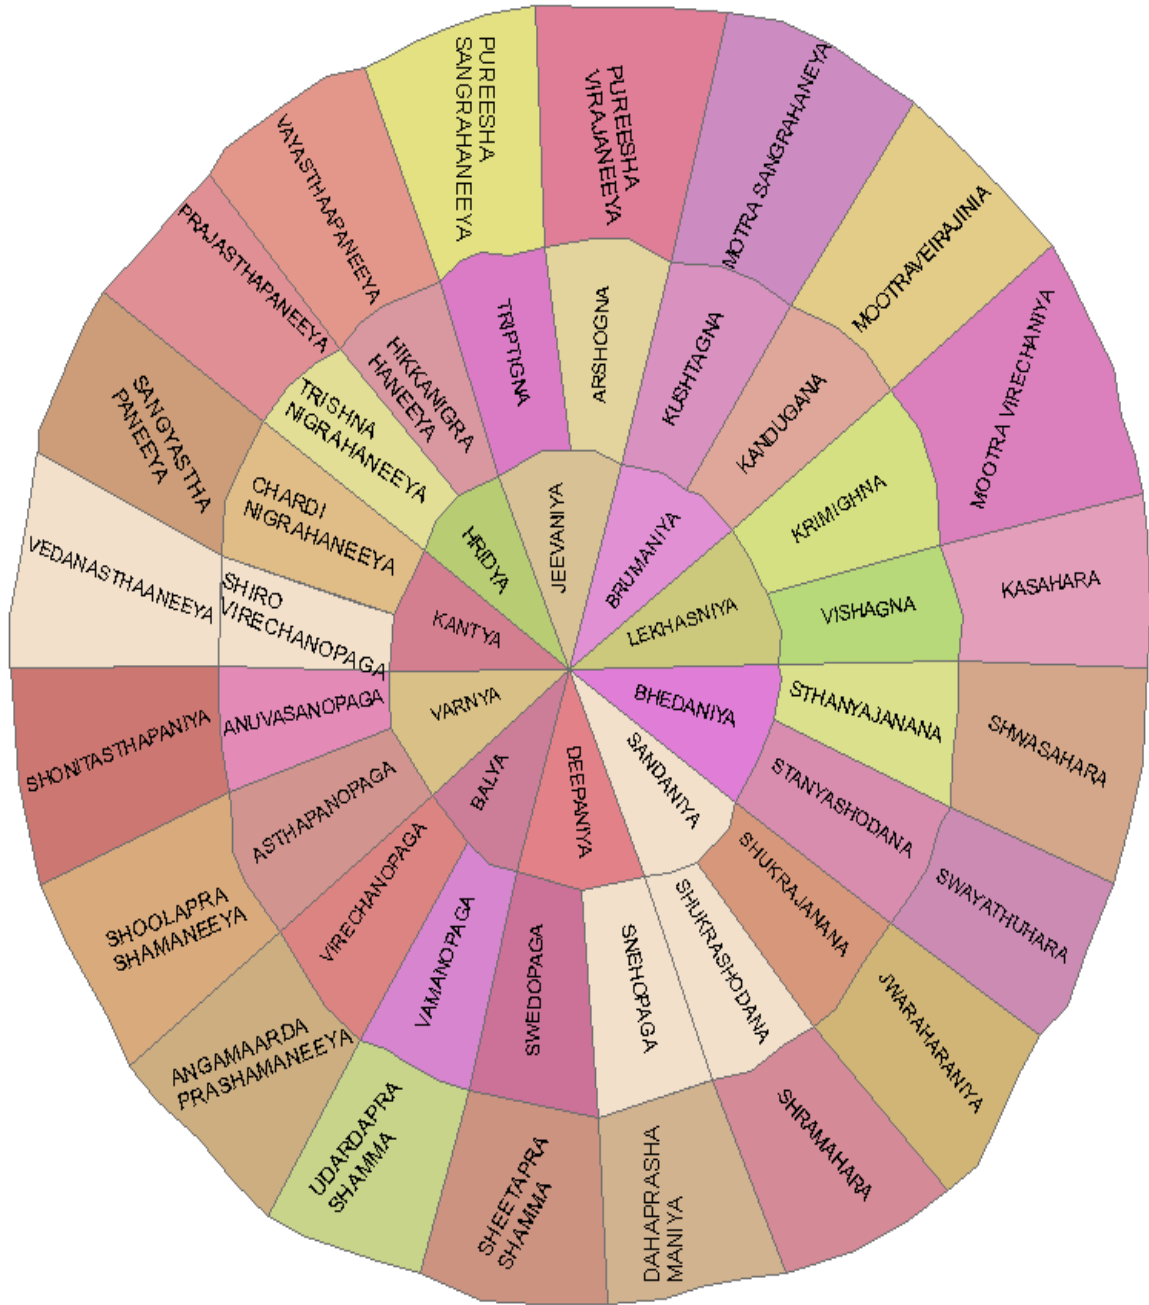 PUREESHA
SANGRAHANEEYA
PUREESHA
VIRAJANEEYA
MOTRA SANGRAHANEYA
MOOTRAVEIRAJINIA
MOOTRA VIRECHANIYA
KASAHARA
SHWASAHARA
SWAYATHUHARA
JWARAHARANIYA
SHRAMAHARA
DAHAPRASHA
MANIYA
SHEETAPRA
SHAMMA
UDARDAPRA
SHAMMA
ANGAMAARDA
PRASHAMANEEYA
SHOOLAPRA
SHAMANEEYA
SHONITASTHAPANIYA
VEDANASTHAANEEYA
SANGYASTHA
PANEEYA
PRAJASTHAPANEEYA
VAYASTHAAPANEEYA
TRIPTIGNA
ARSHOGNA
KUSHTAGNA
KANDUGANA
KRIMIGHNA
VISHAGNA
STHANYAJANANA
STANYASHODANA
SHUKRAJANANA
SHUKRASHODANA
SNEHOPAGA
SWEDOPAGA
VAMANOPAGA
VIRECHANOPAGA
ASTHAPANOPAGA
ANUVASANOPAGA
SHIRO
VIRECHANOPAGA
CHARDI
NIGRAHANEEYA
TRISHNA
NIGRAHANEEYA
HIKKANIGRA
HANEEYA
JEEVANIYA
BRUMANIYA
LEKHASNIYA
BHEDANIYA
SANDANIYA
DEEPANIYA
BALYA
VARNYA
KANTYA
HRIDYA